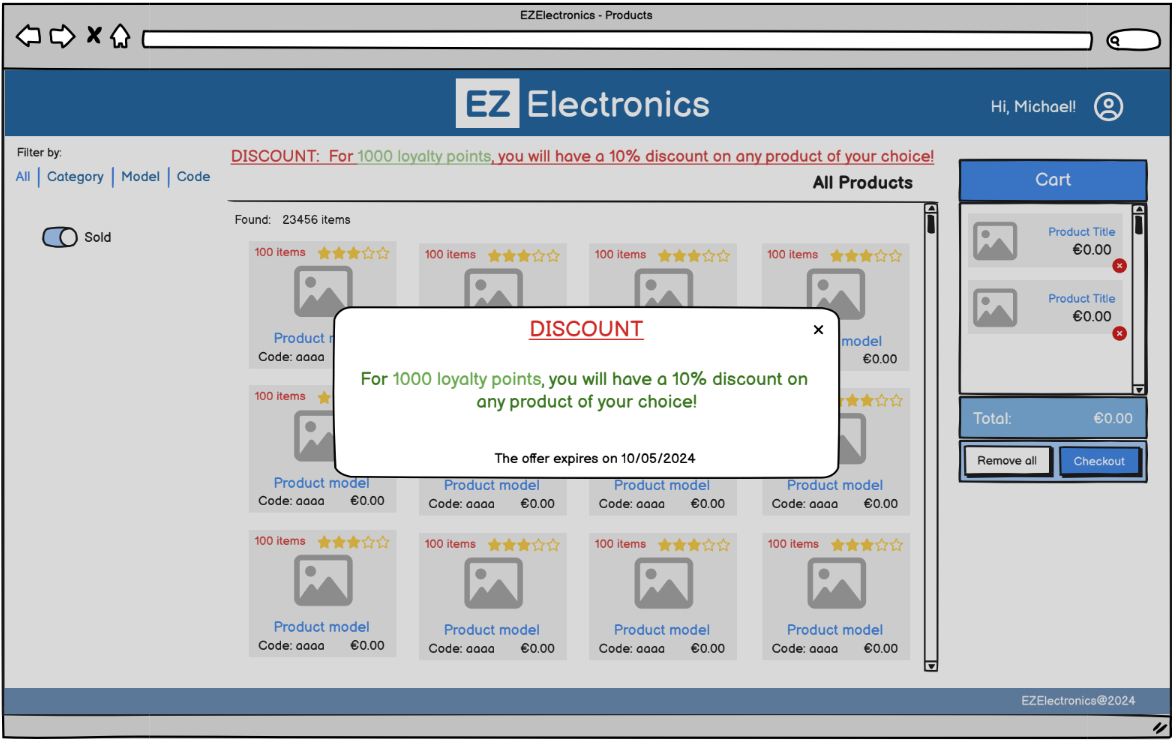 EZElectronics - Products
EZ Electronics
Hi, Michael!
Filter by:
All | Category | Model | Code
Sold
DISCOUNT: For 1000 loyalty points, you will have a 10% discount on any product of your choice!
All Products
Found: 23456 items
100 items
100 items
100 items
100 items
Product m
model
Code: aaaa
€0.00
100 items
Product model
Product model
Product model
Product model
Code: aaaa €0.00
Code: aaaa €0.00
Code: aaaa €0.00
Code: aaaa €0.00
100 items
100 items
100 items
100 items
Product model
Product model
Product model
Product model
Code: aaaa €0.00
Code: aaaa €0.00
Code: aaaa €0.00
Code: aaaa €0.00
DISCOUNT
For 1000 loyalty points, you will have a 10% discount on
any product of your choice!
The offer expires on 10/05/2024
Cart
Product Title
€0.00
Product Title
€0.00
Total: €0.00
Remove all
Checkout
EZElectronics@2024